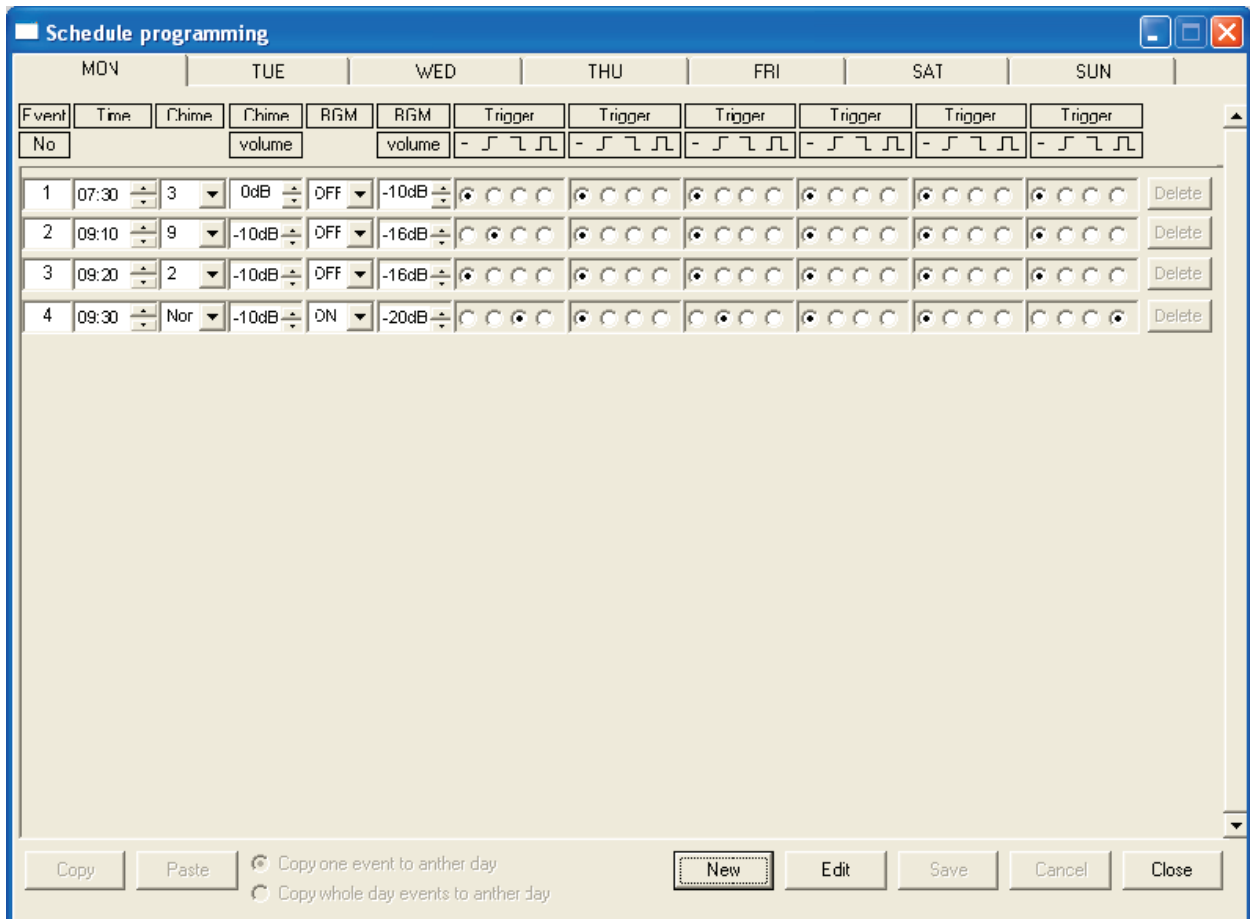 Schedule programming
MON TUE WED THU FRI SAT SUN
Event Time Chime Chime BGM BGM Trigger Trigger Trigger Trigger Trigger Trigger
No volume volume - - - - - -
1 07:30 3 0dB OFF -10dB Delete
2 09:10 9 -10dB OFF -16dB Delete
3 09:20 2 -10dB OFF -16dB Delete
4 09:30 Nor -10dB ON -20dB Delete
Copy Paste Copy one event to anther day New Edit Save Cancel Close
Copy whole day events to anther day